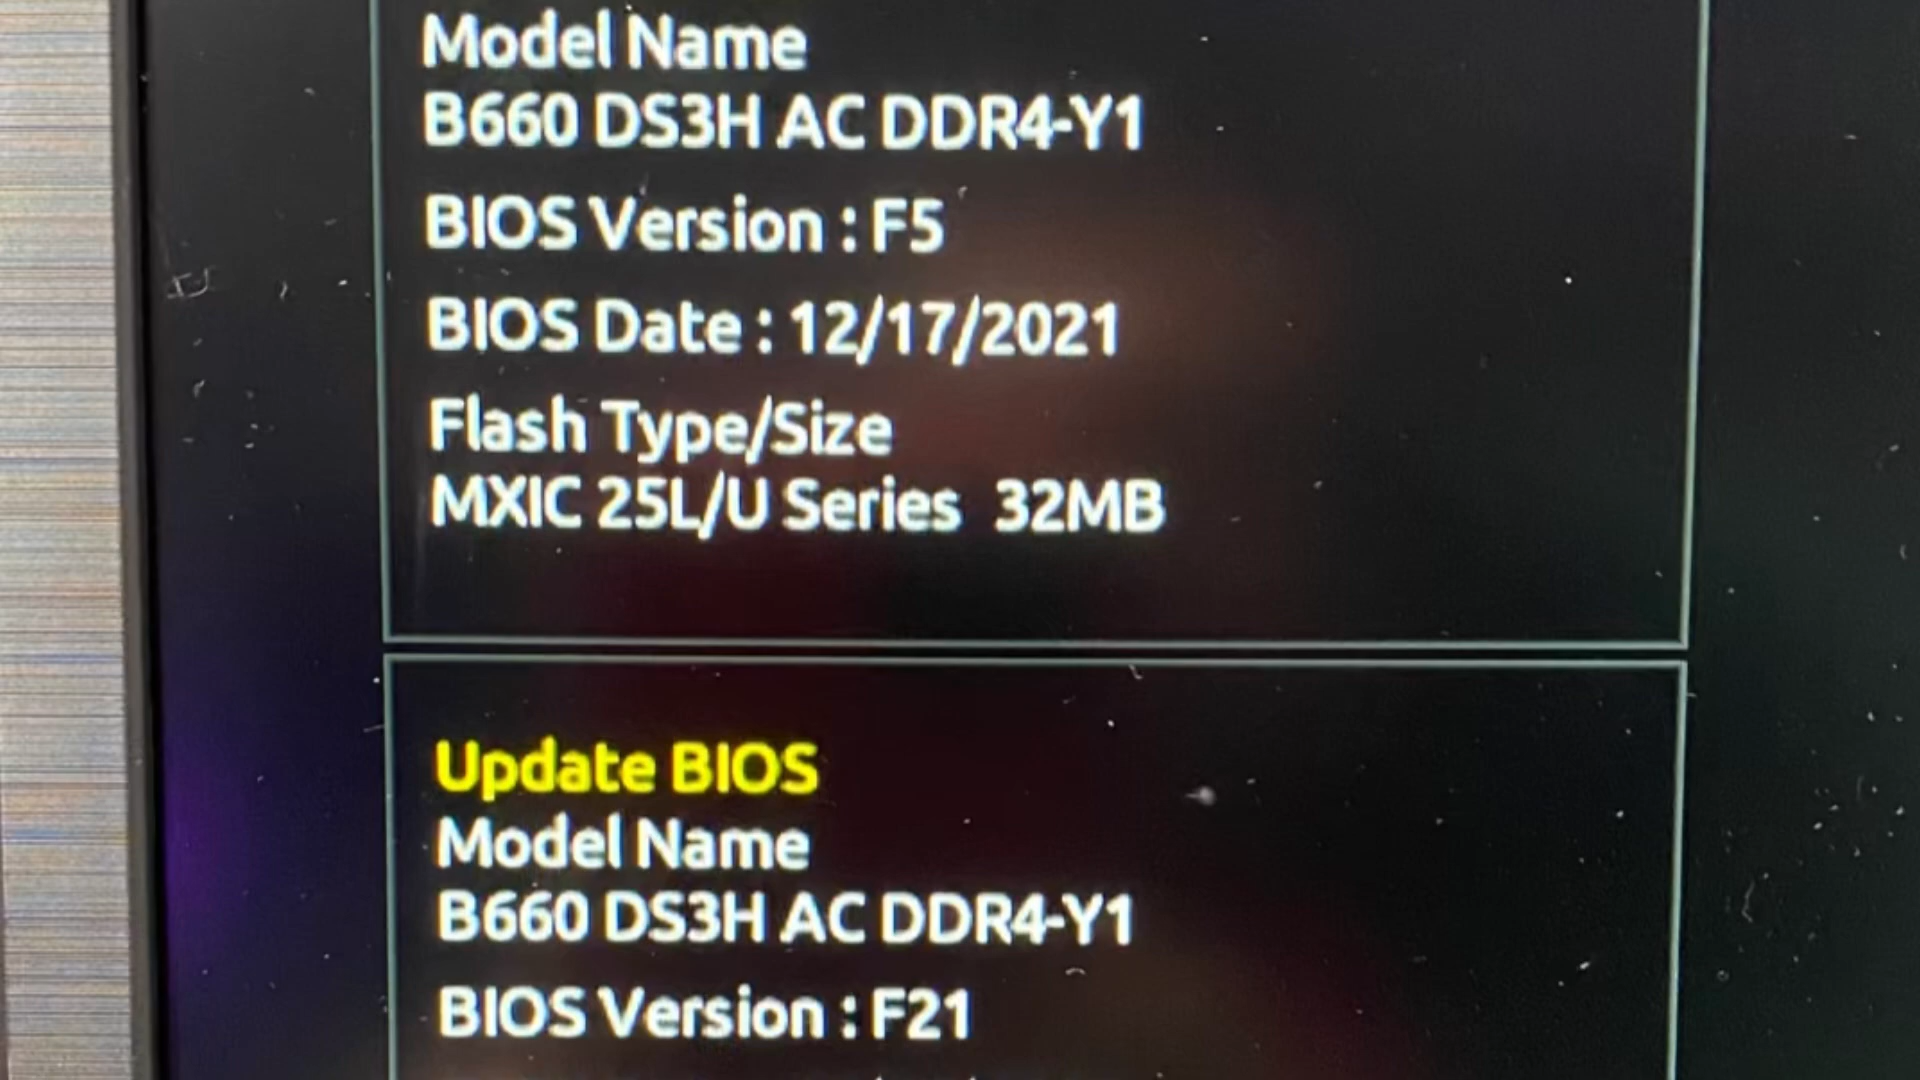 Model Name
B660 DS3H AC DDR4-Y1
BIOS Version : F5
BIOS Date : 12/17/2021
Flash Type/Size
MXIC 25L/U Series  32MB
Update BIOS
Model Name
B660 DS3H AC DDR4-Y1
BIOS Version : F21